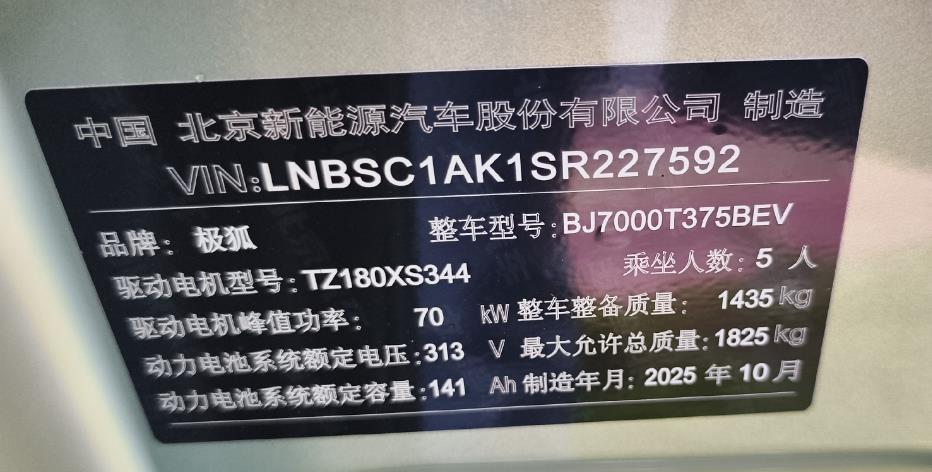 中国 北京新能源汽车股份有限公司 制造
VIN:LNBSC1AK1SR227592
品牌: 极狐 整车型号:BJ7000T375BEV
驱动电机型号:TZ180XS344 乘坐人数: 5 人
驱动电机峰值功率: 70 kW 整车整备质量: 1435 kg
动力电池系统额定电压:313 V 最大允许总质量:1825 kg
动力电池系统额定容量:141 Ah 制造年月: 2025 年 10 月